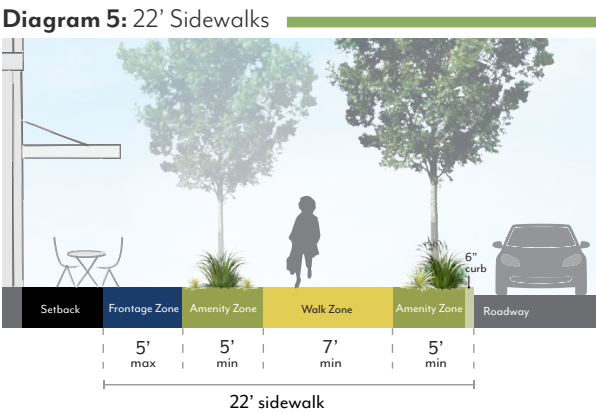 Diagram 5: 22’ Sidewalks
6”
curb
Setback
Frontage Zone
Amenity Zone
Walk Zone
Amenity Zone
Roadway
5’
max
5’
min
7’
min
5’
min
22’ sidewalk